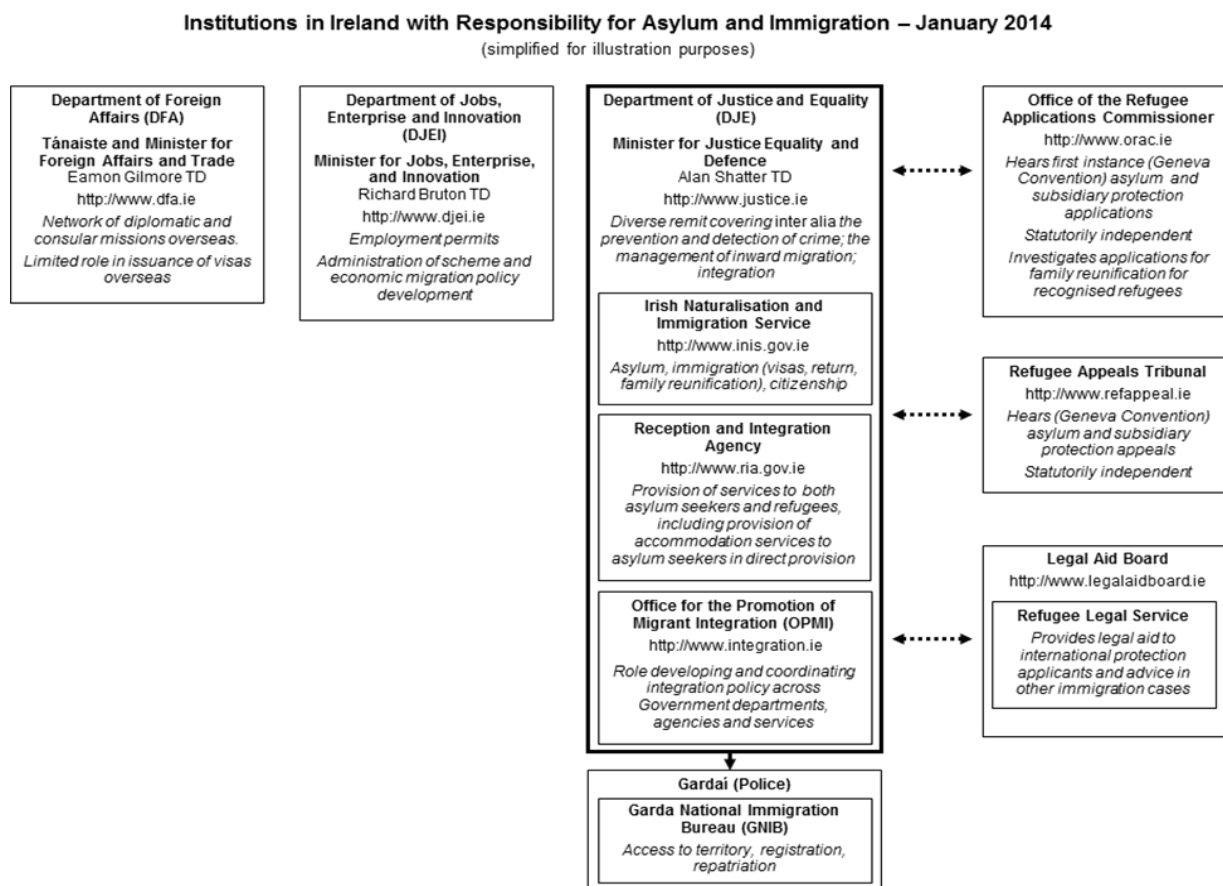 Institutions in Ireland with Responsibility for Asylum and Immigration – January 2014
(simplified for illustration purposes)
Department of Foreign
Affairs (DFA)
Tánaiste and Minister for
Foreign Affairs and Trade
Eamon Gilmore TD
http://www.dfa.ie
Network of diplomatic and
consular missions overseas.
Limited role in issuance of visas
overseas
Department of Jobs,
Enterprise and Innovation
(DJEI)
Minister for Jobs, Enterprise,
and Innovation
Richard Bruton TD
http://www.djei.ie
Employment permits
Administration of scheme and
economic migration policy
development
Department of Justice and Equality
(DJE)
Minister for Justice Equality and
Defence
Alan Shatter TD
http://www.justice.ie
Diverse remit covering inter alia the
prevention and detection of crime; the
management of inward migration;
integration
Irish Naturalisation and
Immigration Service
http://www.inis.gov.ie
Asylum, immigration (visas, return,
family reunification), citizenship
Reception and Integration
Agency
http://www.ria.gov.ie
Provision of services to both
asylum seekers and refugees,
including provision of
accommodation services to
asylum seekers in direct provision
Office for the Promotion of
Migrant Integration (OPMI)
http://www.integration.ie
Role developing and coordinating
integration policy across
Government departments,
agencies and services
Gardaí (Police)
Garda National Immigration
Bureau (GNIB)
Access to territory, registration,
repatriation
Office of the Refugee
Applications Commissioner
http://www.orac.ie
Hears first instance (Geneva
Convention) asylum and
subsidiary protection
applications
Statutorily independent
Investigates applications for
family reunification for
recognised refugees
Refugee Appeals Tribunal
http://www.refappeal.ie
Hears (Geneva Convention)
asylum and subsidiary
protection appeals
Statutorily independent
Legal Aid Board
http://www.legalaidboard.ie
Refugee Legal Service
Provides legal aid to
international protection
applicants and advice in
other immigration cases